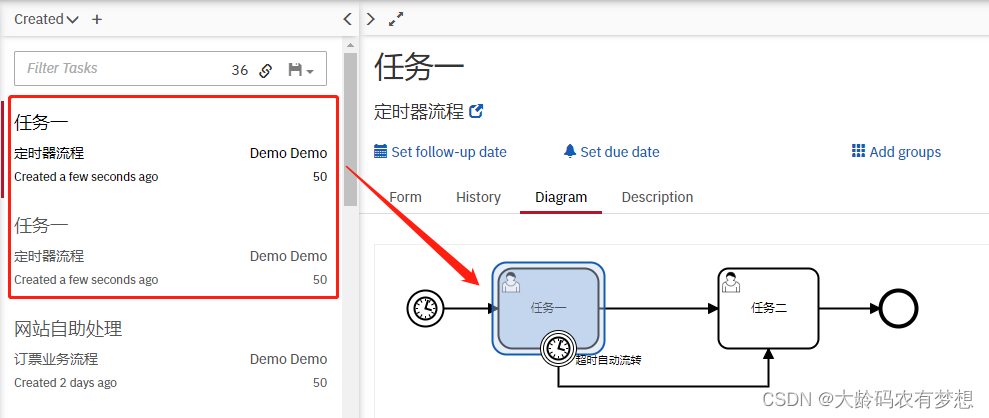 Created
Filter Tasks 36
任务一
定时器流程 Demo Demo
Created a few seconds ago 50
任务一
定时器流程 Demo Demo
Created a few seconds ago 50
网站自助处理
订票业务流程 Demo Demo
Created 2 days ago 50
任务一
定时器流程
Set follow-up date Set due date Add groups
Form History Diagram Description
任务一 任务二
超时自动流转
CSDN @大龄码农有梦想